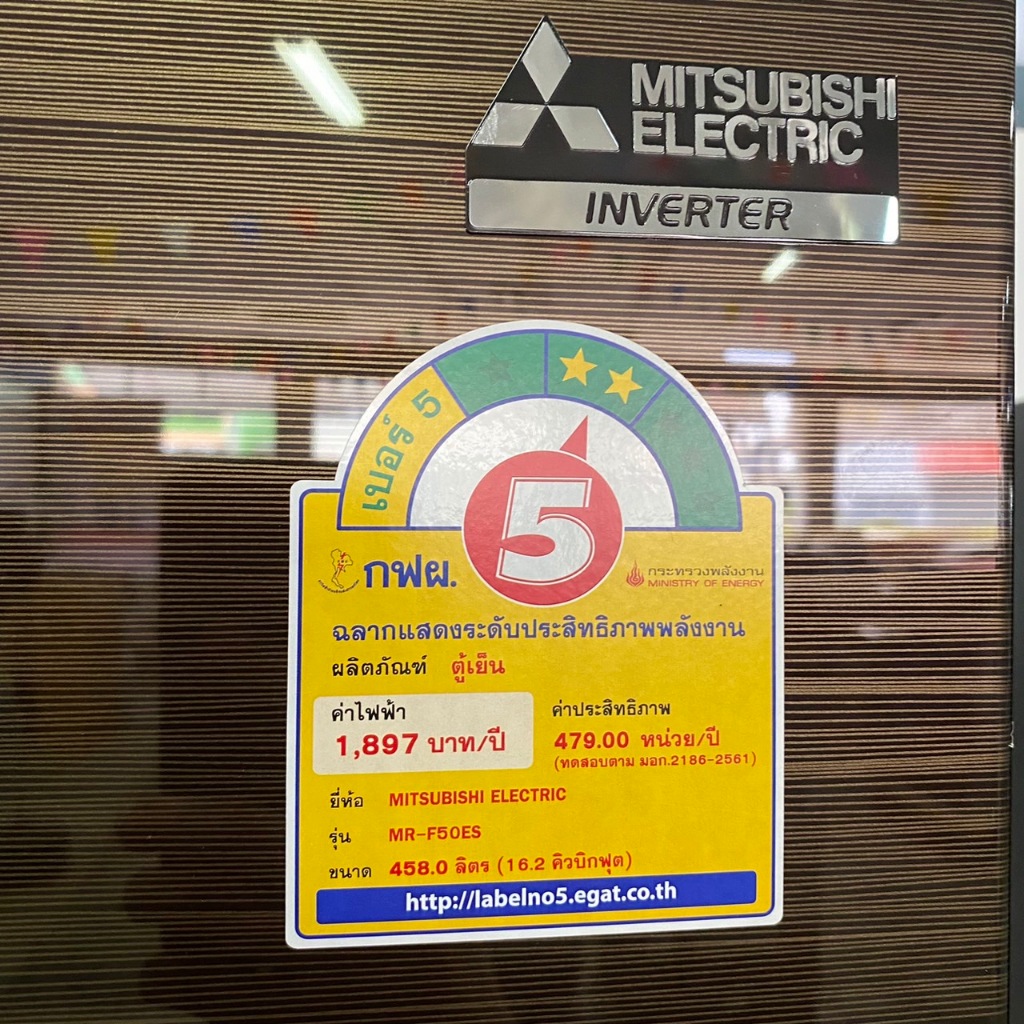 MITSUBISHI
ELECTRIC
INVERTER
เบอร์ 5
5
กฟผ.
กระทรวงพลังงาน
MINISTRY OF ENERGY
ฉลากแสดงระดับประสิทธิภาพพลังงาน
ผลิตภัณฑ์ ตู้เย็น
ค่าไฟฟ้า
1,897 บาท/ปี
ค่าประสิทธิภาพ
479.00 หน่วย/ปี
(ทดสอบตาม มอก.2186-2561)
ยี่ห้อ MITSUBISHI ELECTRIC
รุ่น MR-F50ES
ขนาด 458.0 ลิตร (16.2 คิวบิกฟุต)
http://labelno5.egat.co.th